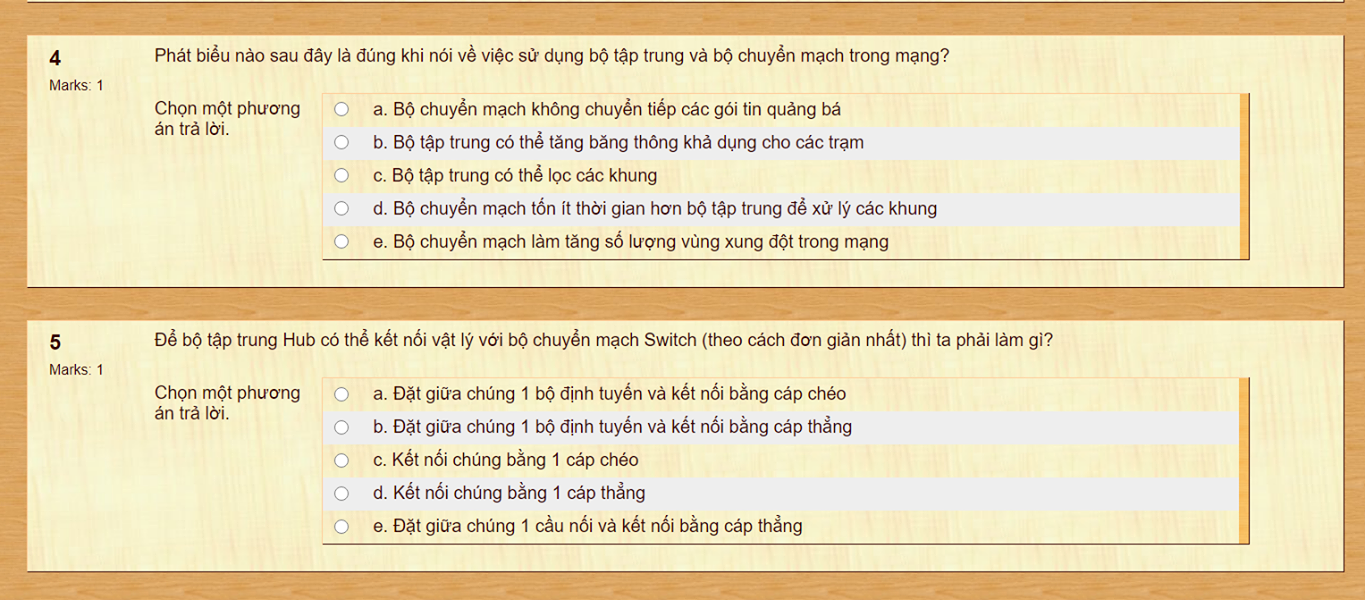 4
Marks: 1
Phát biểu nào sau đây là đúng khi nói về việc sử dụng bộ tập trung và bộ chuyển mạch trong mạng?
Chọn một phương
án trả lời.
a. Bộ chuyển mạch không chuyển tiếp các gói tin quảng bá
b. Bộ tập trung có thể tăng băng thông khả dụng cho các trạm
c. Bộ tập trung có thể lọc các khung
d. Bộ chuyển mạch tốn ít thời gian hơn bộ tập trung để xử lý các khung
e. Bộ chuyển mạch làm tăng số lượng vùng xung đột trong mạng
5
Marks: 1
Để bộ tập trung Hub có thể kết nối vật lý với bộ chuyển mạch Switch (theo cách đơn giản nhất) thì ta phải làm gì?
Chọn một phương
án trả lời.
a. Đặt giữa chúng 1 bộ định tuyến và kết nối bằng cáp chéo
b. Đặt giữa chúng 1 bộ định tuyến và kết nối bằng cáp thẳng
c. Kết nối chúng bằng 1 cáp chéo
d. Kết nối chúng bằng 1 cáp thẳng
e. Đặt giữa chúng 1 cầu nối và kết nối bằng cáp thẳng